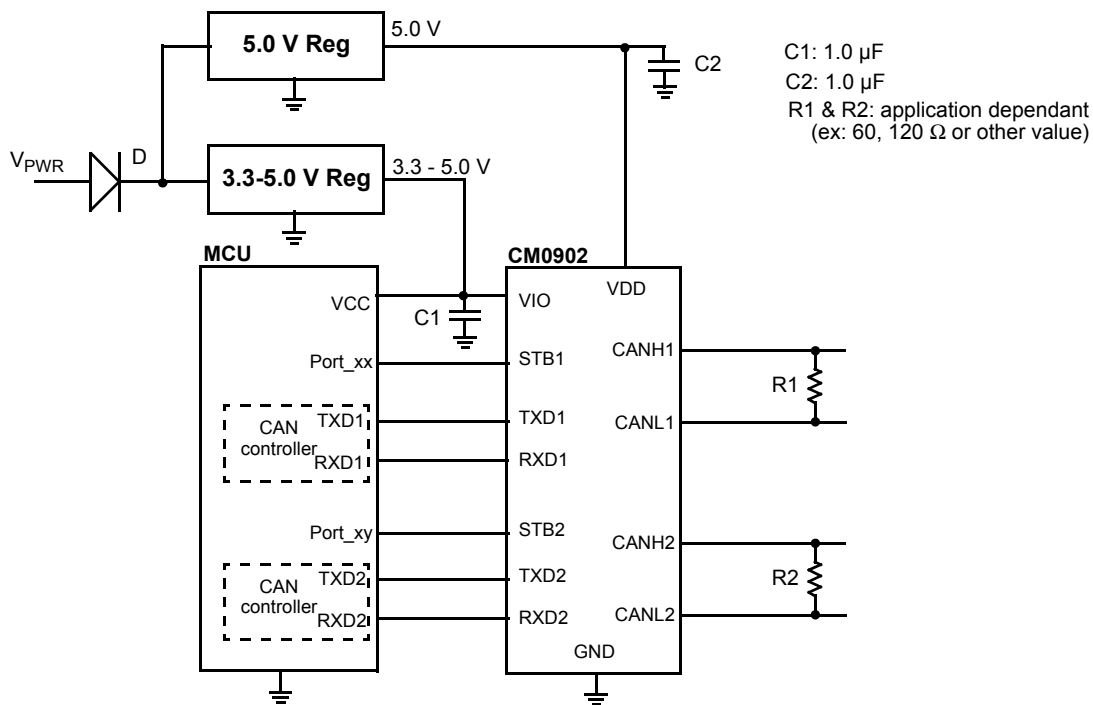 5.0 V Reg
5.0 V
C2
C1: 1.0 µF
C2: 1.0 µF
R1 & R2: application dependant
(ex: 60, 120 Ω or other value)
VPWR
D
3.3-5.0 V Reg
3.3 - 5.0 V
MCU
CM0902
VCC
C1
VIO
VDD
Port_xx
STB1
CANH1
R1
CAN
controller
TXD1
TXD1
CANL1
RXD1
RXD1
Port_xy
STB2
CANH2
CAN
controller
TXD2
TXD2
R2
RXD2
RXD2
CANL2
GND